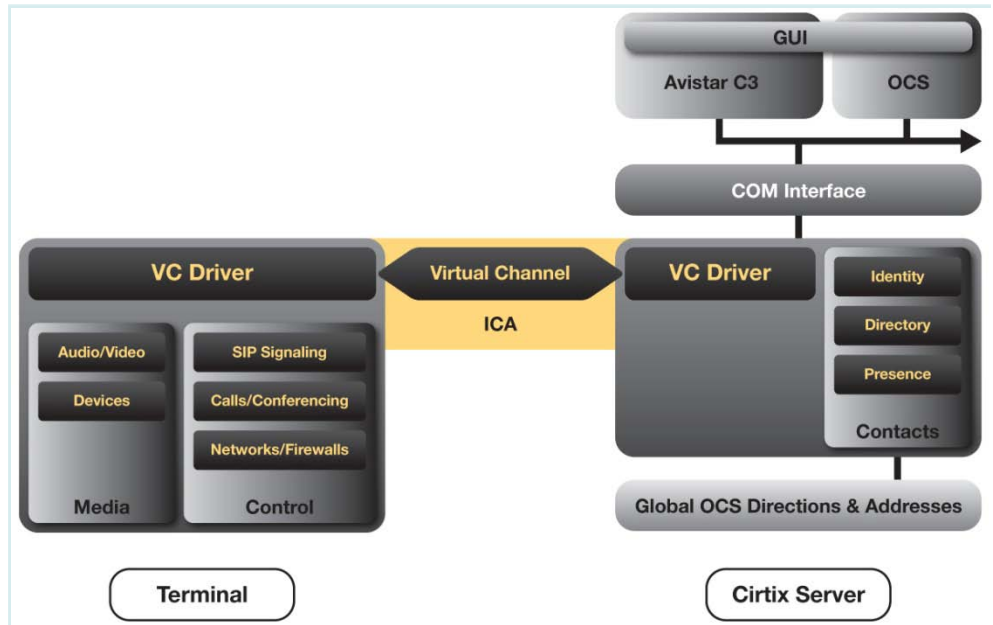 GUI
Avistar C3
OCS
COM Interface
VC Driver
Virtual Channel
ICA
VC Driver
Identity
Directory
Presence
Contacts
Audio/Video
Devices
Media
SIP Signaling
Calls/Conferencing
Networks/Firewalls
Control
Global OCS Directions & Addresses
Terminal
Cirtix Server